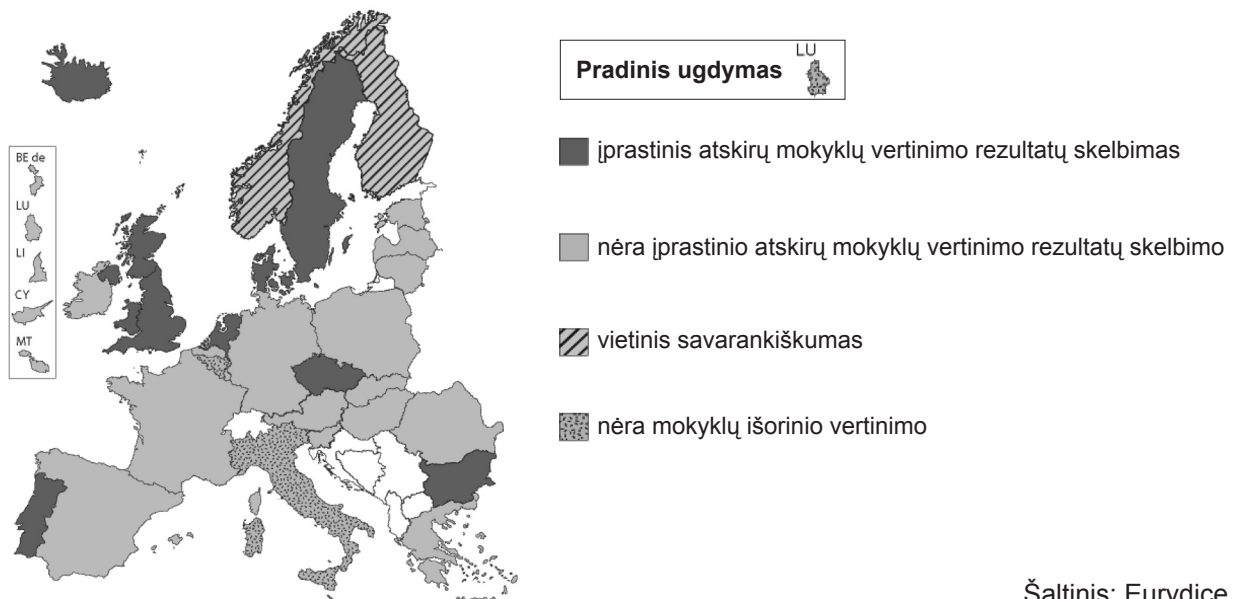 BE de
LU
LI
CY
MT
Pradinis ugdymas
LU
įprastinis atskirų mokyklų vertinimo rezultatų skelbimas
nėra įprastinio atskirų mokyklų vertinimo rezultatų skelbimo
vietinis savarankiškumas
nėra mokyklų išorinio vertinimo
Šaltinis: Eurydice